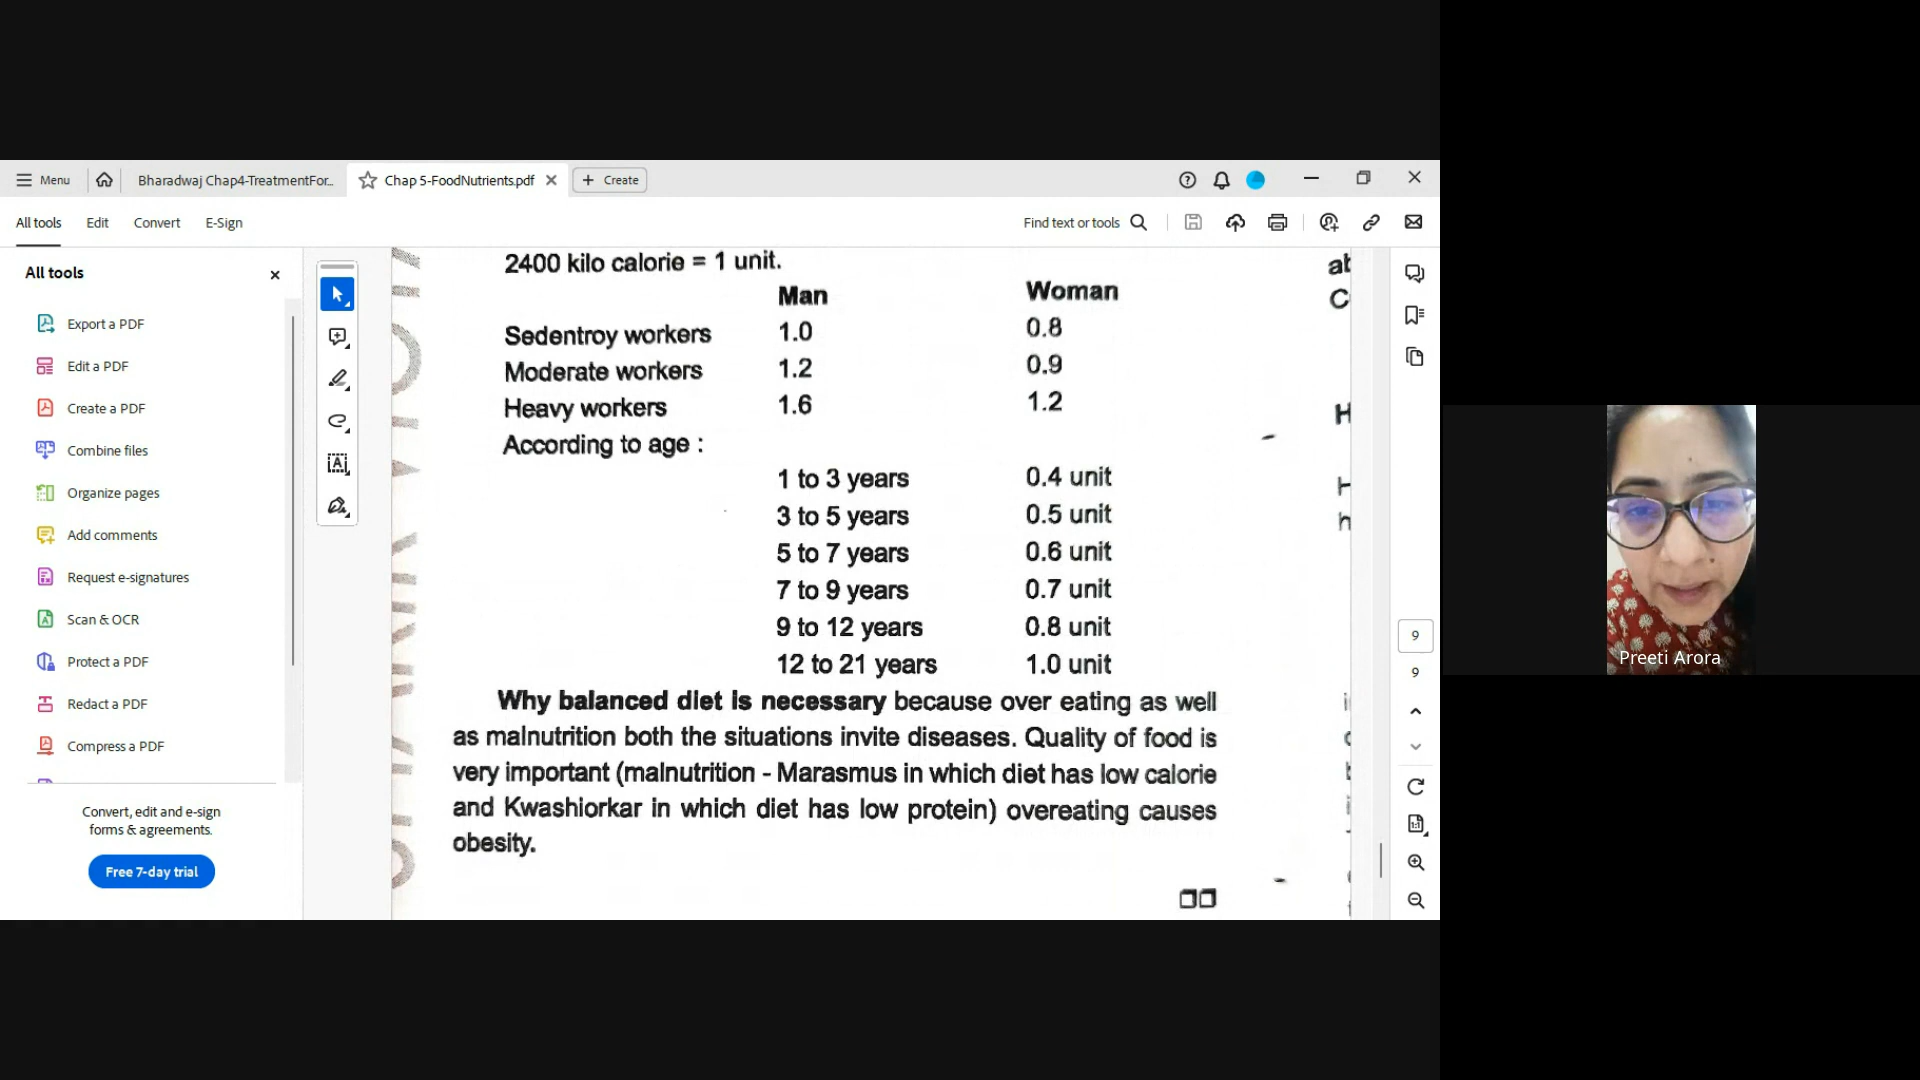 Menu
Bharadwaj Chap4-TreatmentFor...
Chap 5-FoodNutrients.pdf
Create
All tools Edit Convert E-Sign
Find text or tools
All tools
Export a PDF
Edit a PDF
Create a PDF
Combine files
Organize pages
Add comments
Request e-signatures
Scan & OCR
Protect a PDF
Redact a PDF
Compress a PDF
Convert, edit and e-sign
forms & agreements.
Free 7-day trial
2400 kilo calorie = 1 unit.
Man Woman
Sedentroy workers 1.0 0.8
Moderate workers 1.2 0.9
Heavy workers 1.6 1.2
According to age :
1 to 3 years 0.4 unit
3 to 5 years 0.5 unit
5 to 7 years 0.6 unit
7 to 9 years 0.7 unit
9 to 12 years 0.8 unit
12 to 21 years 1.0 unit
Why balanced diet is necessary because over eating as well
as malnutrition both the situations invite diseases. Quality of food is
very important (malnutrition - Marasmus in which diet has low calorie
and Kwashiorkar in which diet has low protein) overeating causes
obesity.
9
9
Preeti Arora